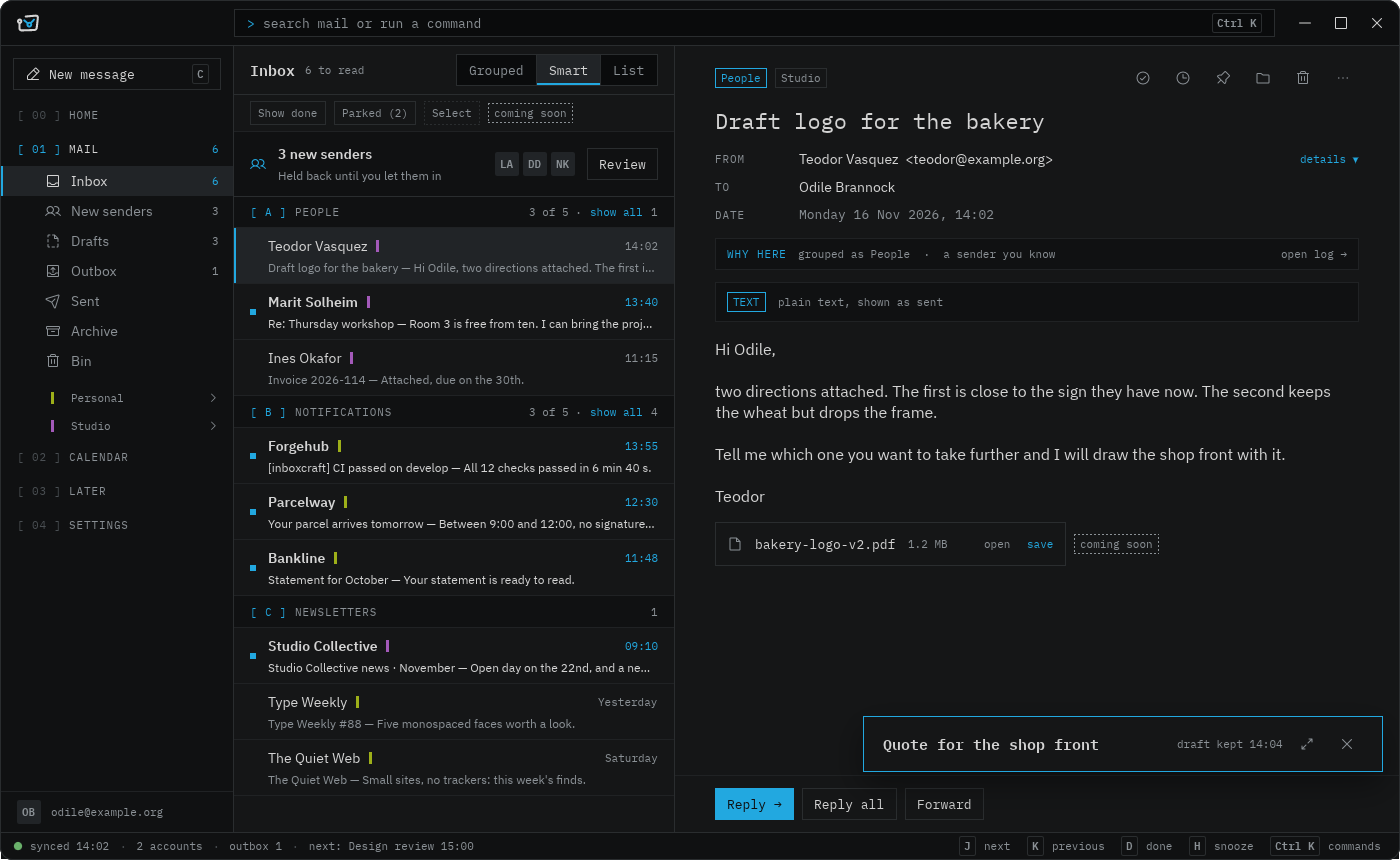 > search mail or run a command Ctrl K
New message C
[ 00 ] HOME
[ 01 ] MAIL 6
Inbox 6
New senders 3
Drafts 3
Outbox 1
Sent
Archive
Bin
Personal
Studio
[ 02 ] CALENDAR
[ 03 ] LATER
[ 04 ] SETTINGS
OB odile@example.org
Inbox 6 to read Grouped Smart List
Show done Parked (2) Select coming soon
3 new senders
Held back until you let them in
LA DD NK Review
[ A ] PEOPLE 3 of 5 · show all 1
Teodor Vasquez 14:02
Draft logo for the bakery — Hi Odile, two directions attached. The first i…
Marit Solheim 13:40
Re: Thursday workshop — Room 3 is free from ten. I can bring the proj…
Ines Okafor 11:15
Invoice 2026-114 — Attached, due on the 30th.
[ B ] NOTIFICATIONS 3 of 5 · show all 4
Forgehub 13:55
[inboxcraft] CI passed on develop — All 12 checks passed in 6 min 40 s.
Parcelway 12:30
Your parcel arrives tomorrow — Between 9:00 and 12:00, no signature…
Bankline 11:48
Statement for October — Your statement is ready to read.
[ C ] NEWSLETTERS 1
Studio Collective 09:10
Studio Collective news · November — Open day on the 22nd, and a ne…
Type Weekly Yesterday
Type Weekly #88 — Five monospaced faces worth a look.
The Quiet Web Saturday
The Quiet Web — Small sites, no trackers: this week's finds.
People Studio
Draft logo for the bakery
FROM Teodor Vasquez <teodor@example.org> details ▾
TO Odile Brannock
DATE Monday 16 Nov 2026, 14:02
WHY HERE grouped as People · a sender you know open log →
TEXT plain text, shown as sent
Hi Odile,
two directions attached. The first is close to the sign they have now. The second keeps
the wheat but drops the frame.
Tell me which one you want to take further and I will draw the shop front with it.
Teodor
bakery-logo-v2.pdf 1.2 MB open save coming soon
Quote for the shop front draft kept 14:04
Reply → Reply all Forward
synced 14:02 · 2 accounts · outbox 1 · next: Design review 15:00
J next K previous D done H snooze Ctrl K commands